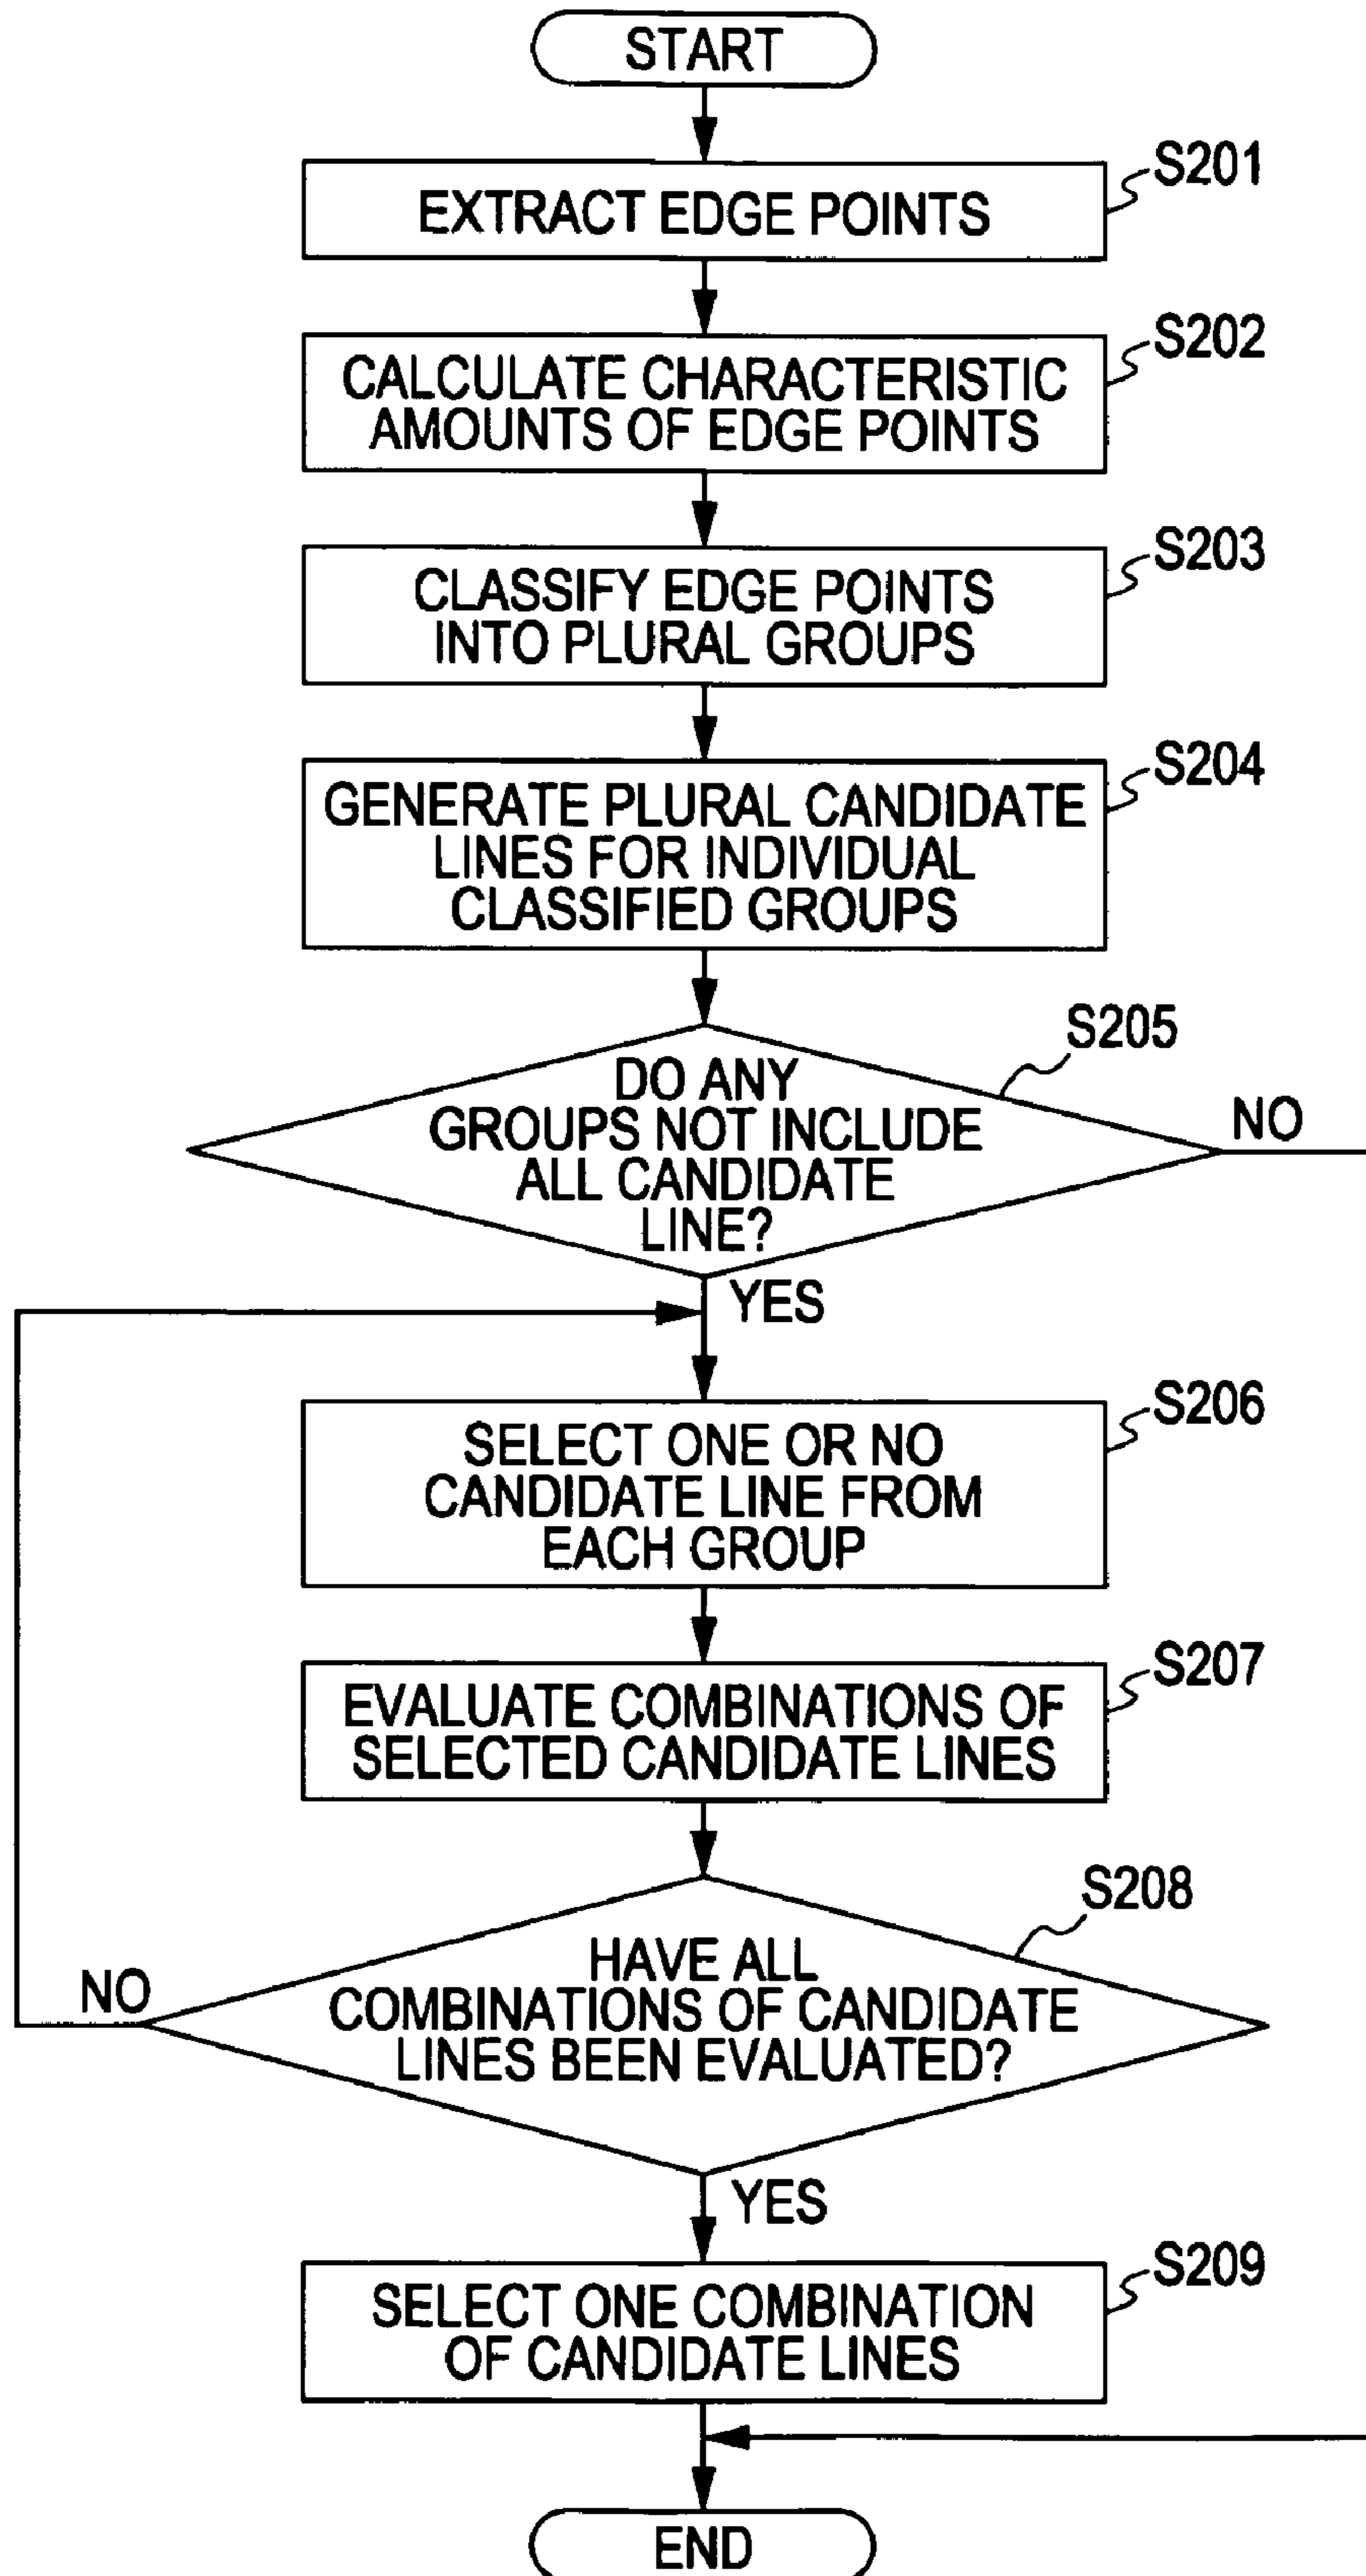 START
S201
EXTRACT EDGE POINTS
S202
CALCULATE CHARACTERISTIC
AMOUNTS OF EDGE POINTS
S203
CLASSIFY EDGE POINTS
INTO PLURAL GROUPS
S204
GENERATE PLURAL CANDIDATE
LINES FOR INDIVIDUAL
CLASSIFIED GROUPS
S205
DO ANY
GROUPS NOT INCLUDE
ALL CANDIDATE
LINE?
NO
YES
S206
SELECT ONE OR NO
CANDIDATE LINE FROM
EACH GROUP
S207
EVALUATE COMBINATIONS OF
SELECTED CANDIDATE LINES
S208
HAVE ALL
COMBINATIONS OF CANDIDATE
LINES BEEN EVALUATED?
NO
YES
S209
SELECT ONE COMBINATION
OF CANDIDATE LINES
END